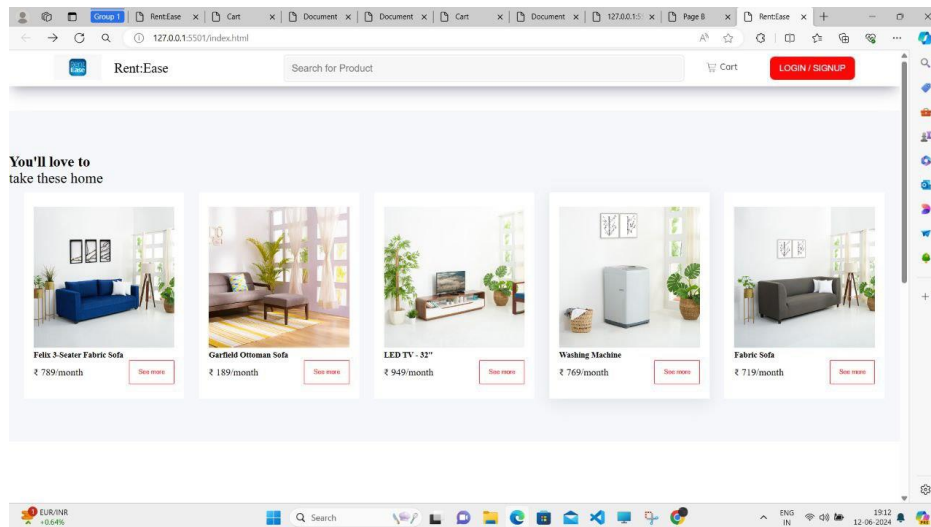 Group 1
Rent:Ease
Cart
Document
Document
Cart
Document
127.0.0.1:5
Page B
Rent:Ease
127.0.0.1:5501/index.html
Rent:Ease
Search for Product
Cart
LOGIN / SIGNUP
You'll love to
take these home
Felix 3-Seater Fabric Sofa
₹ 789/month
See more
Garfield Ottoman Sofa
₹ 189/month
See more
LED TV - 32"
₹ 949/month
See more
Washing Machine
₹ 769/month
See more
Fabric Sofa
₹ 719/month
See more
EUR/INR
+0.64%
Search
ENG
IN
19:12
12-06-2024